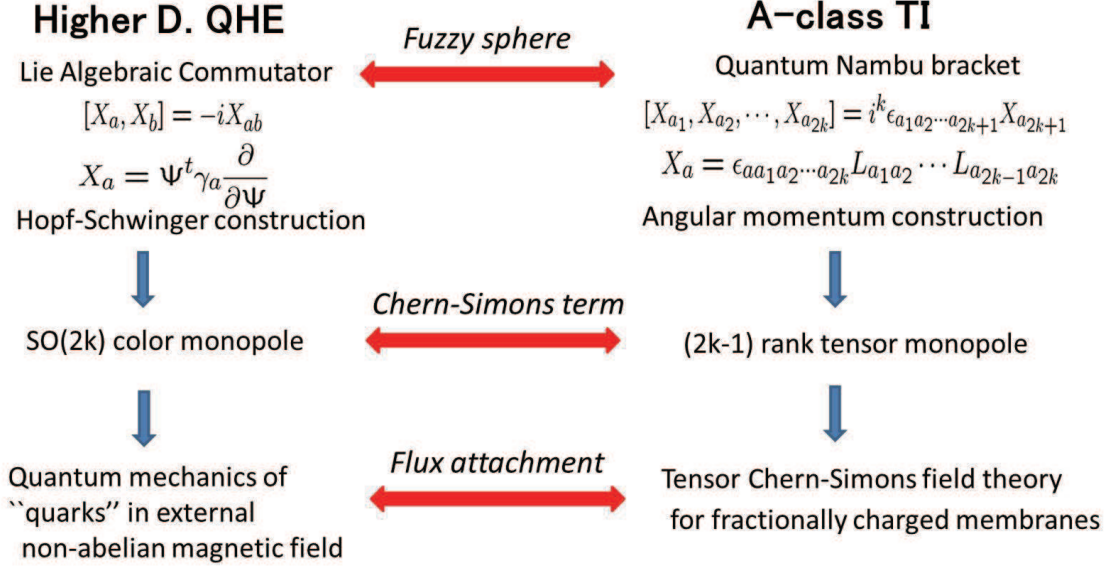 Higher D. QHE
A-class TI
Fuzzy sphere
Lie Algebraic Commutator
Quantum Nambu bracket
[X_a, X_b] = −iX_{ab}
[X_{a_1}, X_{a_2}, ⋯, X_{a_{2k}}] = i^k ϵ_{a_1 a_2 ⋯ a_{2k+1}} X_{a_{2k+1}}
X_a = Ψ^t γ_a ∂/∂Ψ
X_a = ϵ_{a a_1 a_2 ⋯ a_{2k}} L_{a_1 a_2} ⋯ L_{a_{2k−1} a_{2k}}
Hopf-Schwinger construction
Angular momentum construction
Chern-Simons term
SO(2k) color monopole
(2k-1) rank tensor monopole
Flux attachment
Quantum mechanics of
``quarks'' in external
non-abelian magnetic field
Tensor Chern-Simons field theory
for fractionally charged membranes